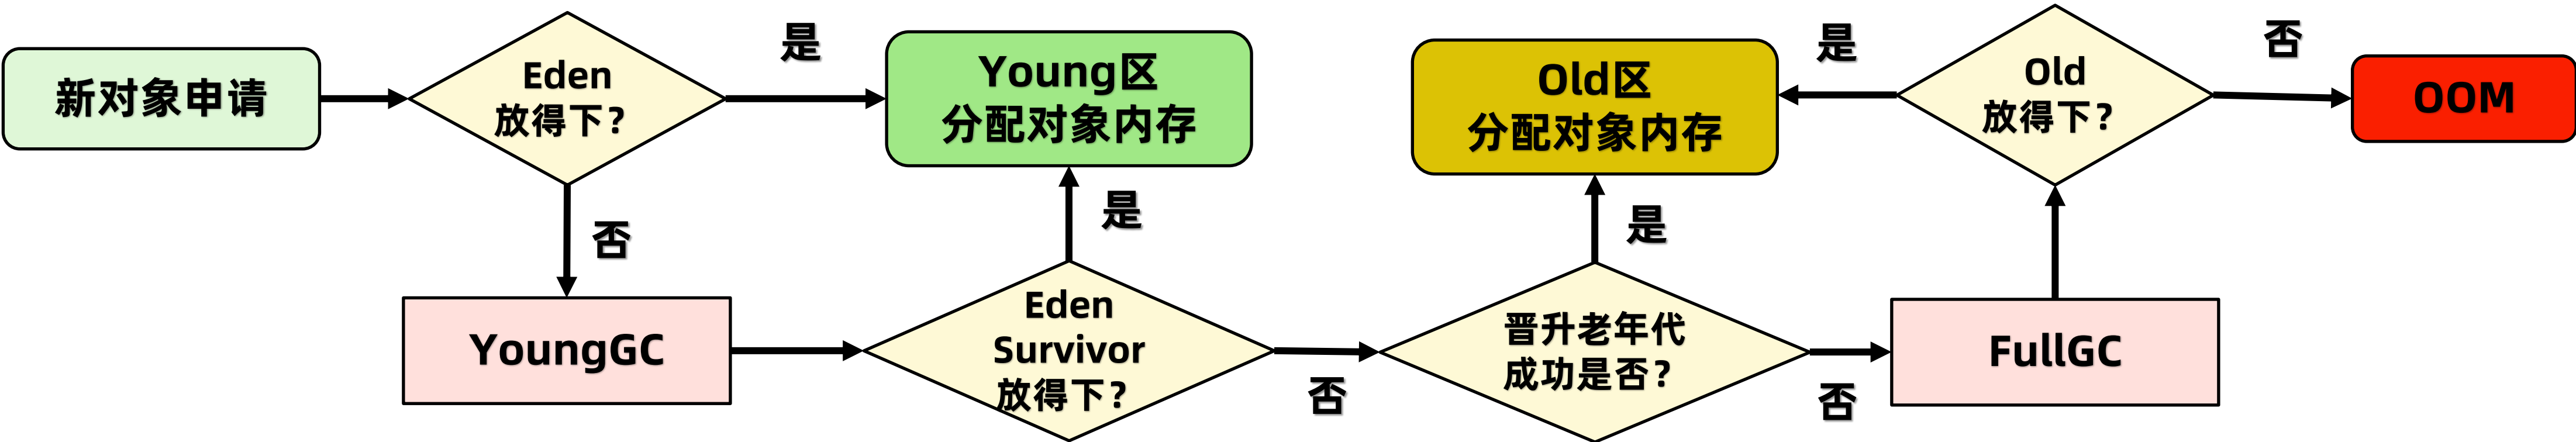 新对象申请
Eden
放得下?
是
Young区
分配对象内存
Old区
分配对象内存
是
Old
放得下?
否
OOM
否
是
是
YoungGC
Eden
Survivor
放得下?
否
晋升老年代
成功是否?
否
FullGC